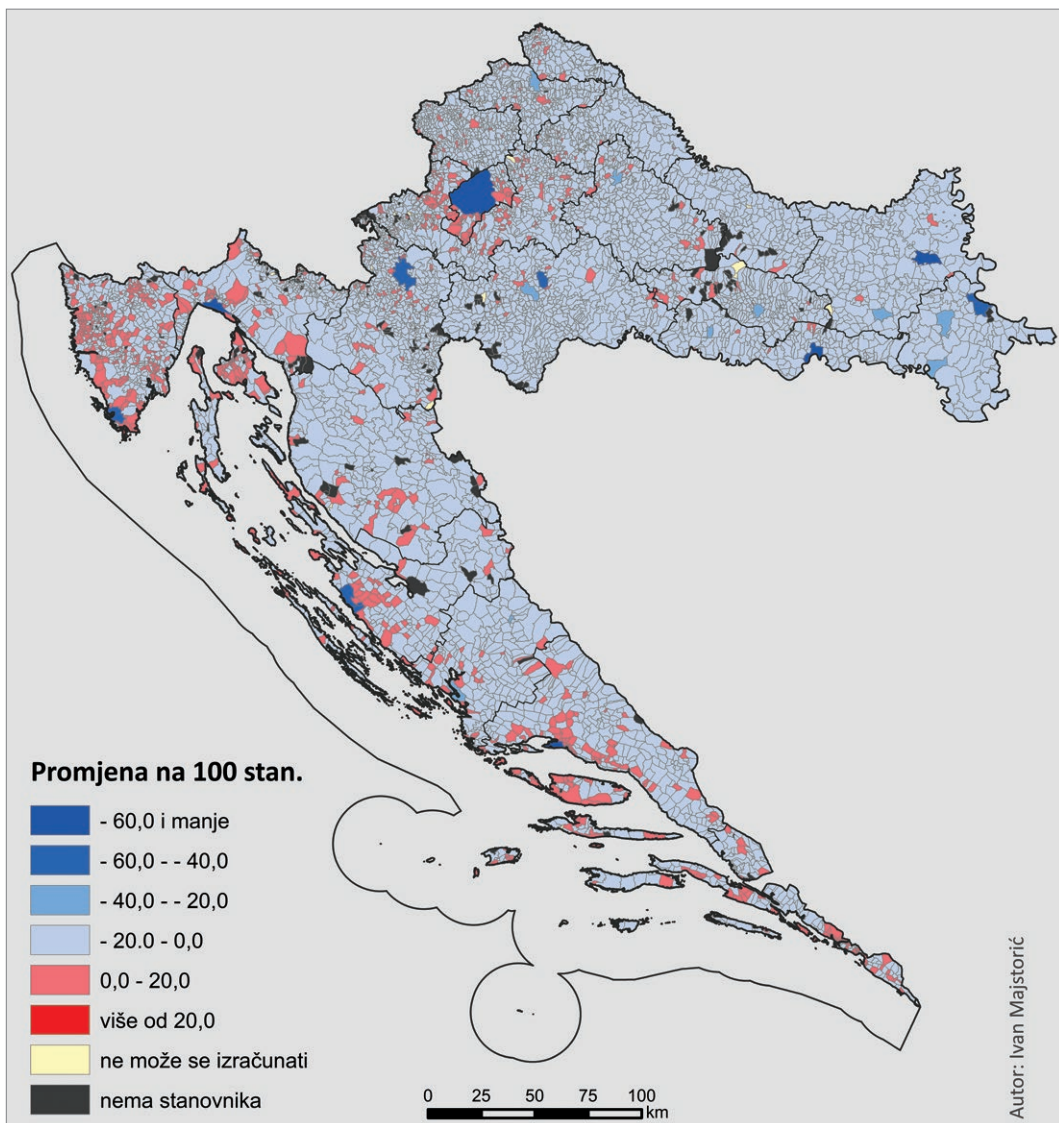 Promjena na 100 stan.
- 60,0 i manje
- 60,0 - - 40,0
- 40,0 - - 20,0
- 20.0 - 0,0
0,0 - 20,0
više od 20,0
ne može se izračunati
nema stanovnika
0 25 50 75 100
km
Autor: Ivan Majstorić